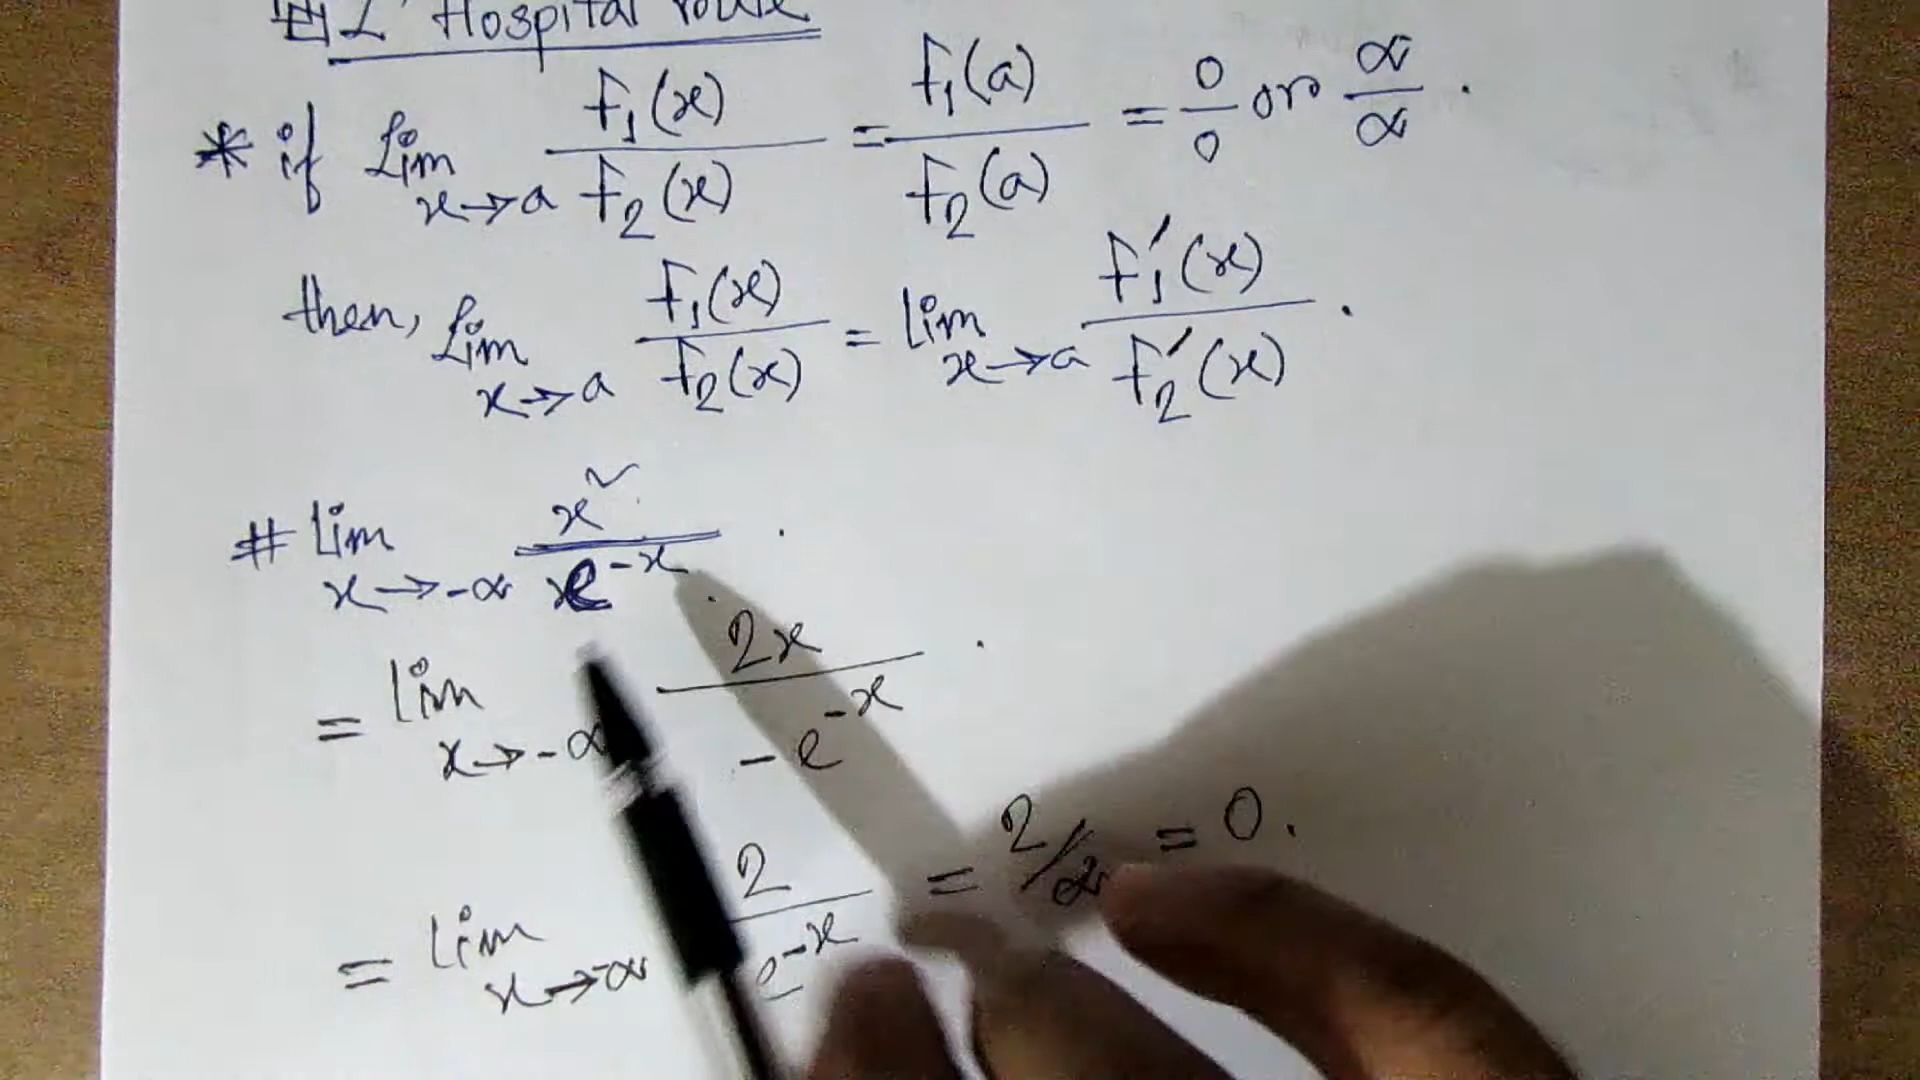 L' Hospital
* if Lim x→a f₁(x)/f₂(x) = f₁(a)/f₂(a) = 0/0 or ∝/∝ .
then, Lim x→a f₁(x)/f₂(x) = lim x→a f₁′(x)/f₂′(x) .
# lim x→-∝ x²/e^-x .
= lim x→-∝ 2x/-e^-x .
= lim x→-∝ 2/e^-x = 2/∝ = 0.